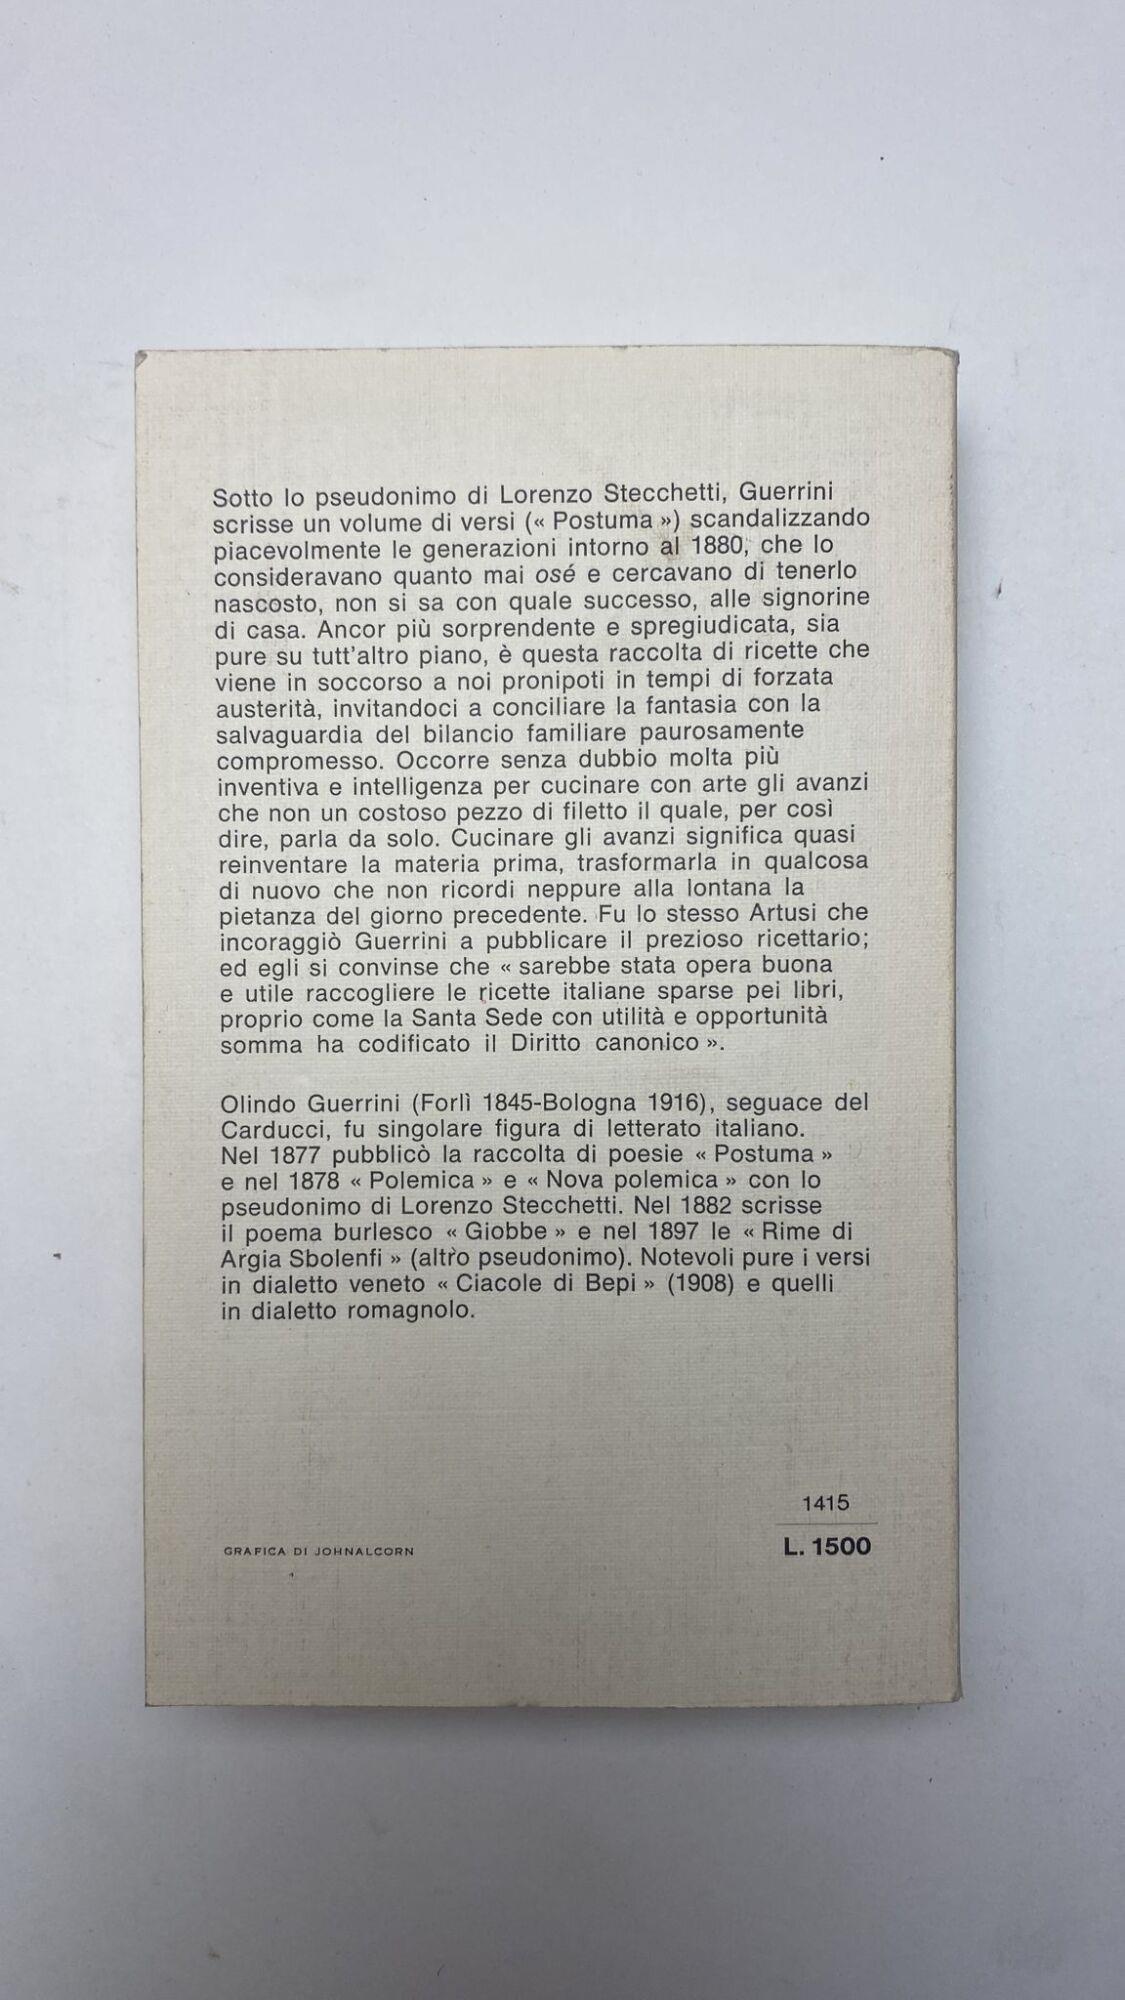 Sotto lo pseudonimo di Lorenzo Stecchetti, Guerrini
scrisse un volume di versi (« Postuma ») scandalizzando
piacevolmente le generazioni intorno al 1880, che lo
consideravano quanto mai osé e cercavano di tenerlo
nascosto, non si sa con quale successo, alle signorine
di casa. Ancor più sorprendente e spregiudicata, sia
pure su tutt'altro piano, è questa raccolta di ricette che
viene in soccorso a noi pronipoti in tempi di forzata
austerità, invitandoci a conciliare la fantasia con la
salvaguardia del bilancio familiare paurosamente
compromesso. Occorre senza dubbio molta più
inventiva e intelligenza per cucinare con arte gli avanzi
che non un costoso pezzo di filetto il quale, per così
dire, parla da solo. Cucinare gli avanzi significa quasi
reinventare la materia prima, trasformarla in qualcosa
di nuovo che non ricordi neppure alla lontana la
pietanza del giorno precedente. Fu lo stesso Artusi che
incoraggiò Guerrini a pubblicare il prezioso ricettario;
ed egli si convinse che « sarebbe stata opera buona
e utile raccogliere le ricette italiane sparse pei libri,
proprio come la Santa Sede con utilità e opportunità
somma ha codificato il Diritto canonico ».
Olindo Guerrini (Forlì 1845-Bologna 1916), seguace del
Carducci, fu singolare figura di letterato italiano.
Nel 1877 pubblicò la raccolta di poesie « Postuma »
e nel 1878 « Polemica » e « Nova polemica » con lo
pseudonimo di Lorenzo Stecchetti. Nel 1882 scrisse
il poema burlesco « Giobbe » e nel 1897 le « Rime di
Argia Sbolenfi » (altro pseudonimo). Notevoli pure i versi
in dialetto veneto « Ciacole di Bepi » (1908) e quelli
in dialetto romagnolo.
1415
L. 1500
GRAFICA DI JOHNALCORN